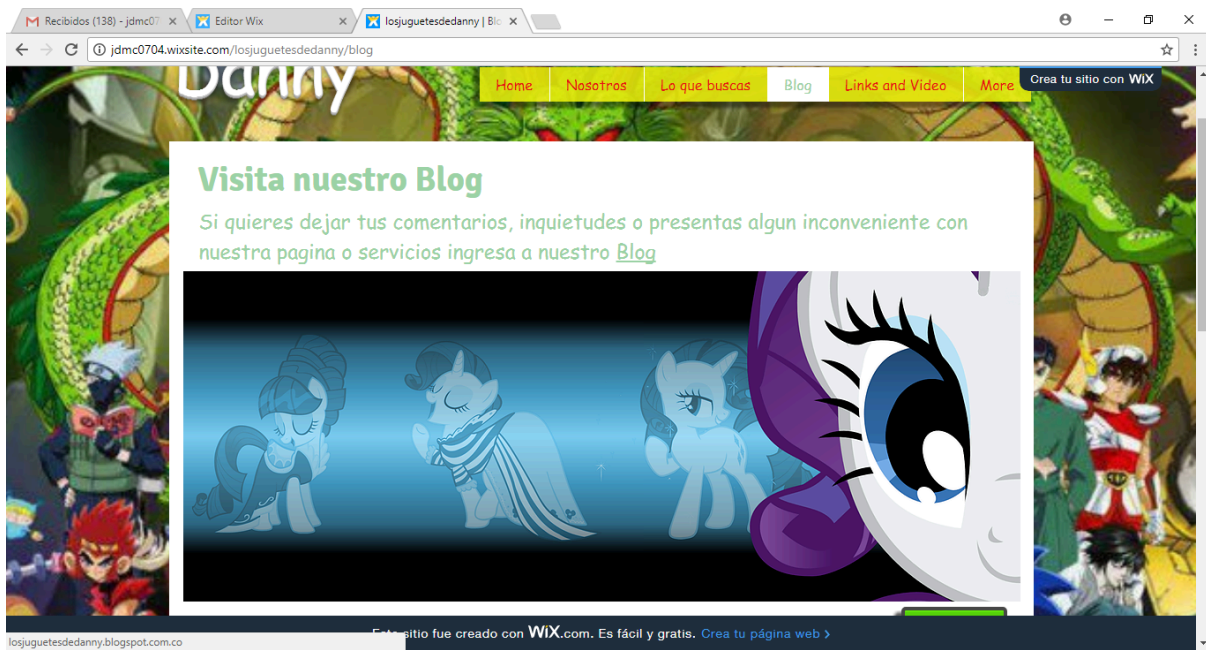 Recibidos (138) - jdmc07
Editor Wix
losjuguetesdedanny | Blo
jdmc0704.wixsite.com/losjuguetesdedanny/blog
Danny
Home Nosotros Lo que buscas Blog Links and Video More
Crea tu sitio con WiX
Visita nuestro Blog
Si quieres dejar tus comentarios, inquietudes o presentas algun inconveniente con
nuestra pagina o servicios ingresa a nuestro Blog
sitio fue creado con WiX.com. Es fácil y gratis. Crea tu página web >
losjuguetesdedanny.blogspot.com.co